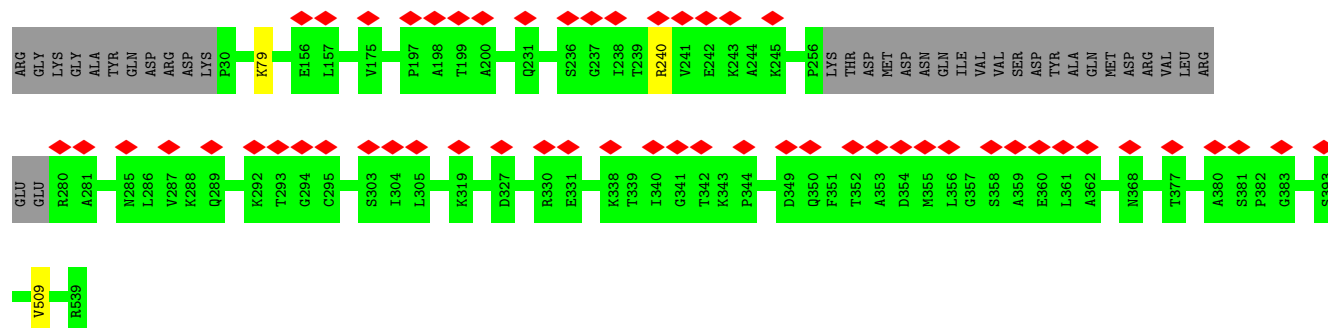 ARG GLY LYS GLY ALA TYR GLN ASP ARG ASP LYS P30 K79 E156 L157 V175 P197 A198 T199 A200 Q231 S236 G237 I238 T239 R240 V241 E242 K243 A244 K245 P256 LYS THR ASP MET ASP ASP ASN GLN ILE VAL VAL SER ASP TYR ALA GLN MET ASP ARG VAL LEU ARG
GLU GLU R280 A281 N285 L286 V287 K288 Q289 K292 T293 G294 C295 S303 I304 L305 K319 D327 R330 E331 K338 T339 I340 G341 T342 K343 P344 D349 Q350 F351 T352 A353 D354 M355 L356 G357 S358 A359 E360 L361 A362 N368 T377 A380 S381 P382 G383 S393
V509 R539